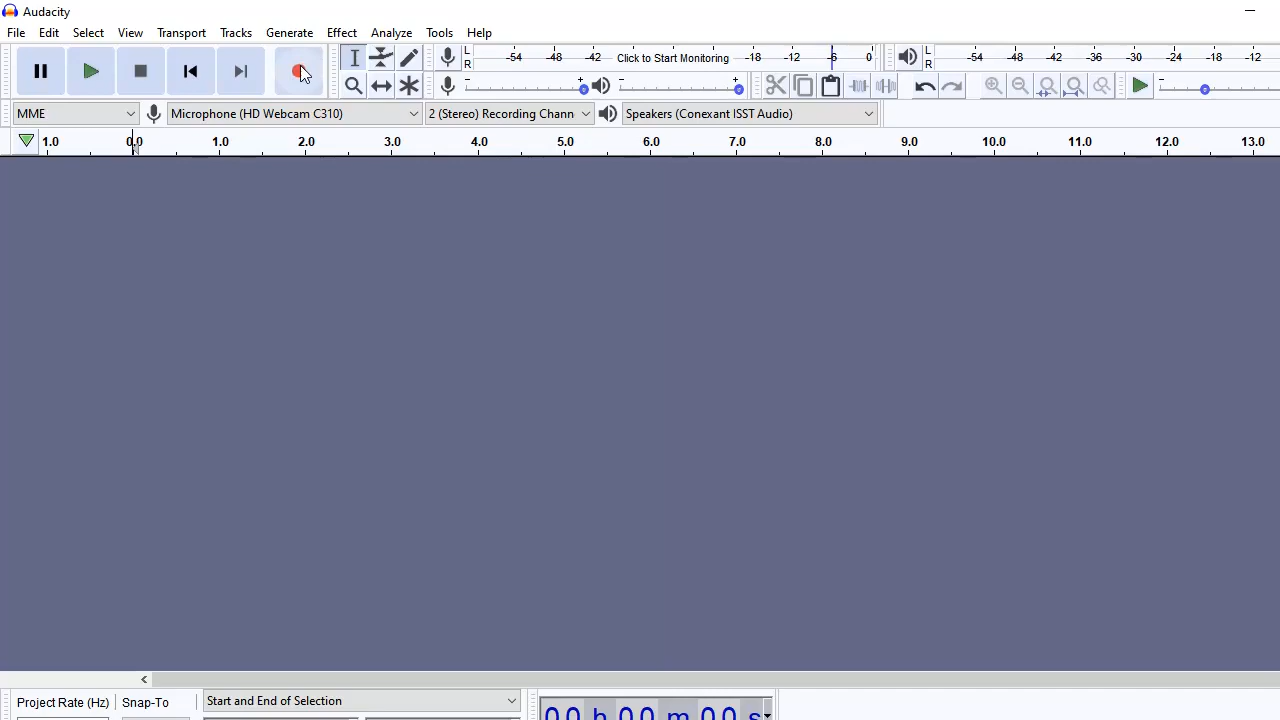 Audacity
File Edit Select View Transport Tracks Generate Effect Analyze Tools Help
L -54 -48 -42 Click to Start Monitoring -18 -12 -6 0 L -54 -48 -42 -36 -30 -24 -18 -12
R R
MME Microphone (HD Webcam C310) 2 (Stereo) Recording Chann Speakers (Conexant ISST Audio)
1.0 0.0 1.0 2.0 3.0 4.0 5.0 6.0 7.0 8.0 9.0 10.0 11.0 12.0 13.0
Project Rate (Hz) Snap-To Start and End of Selection
00 h 00 m 00 s